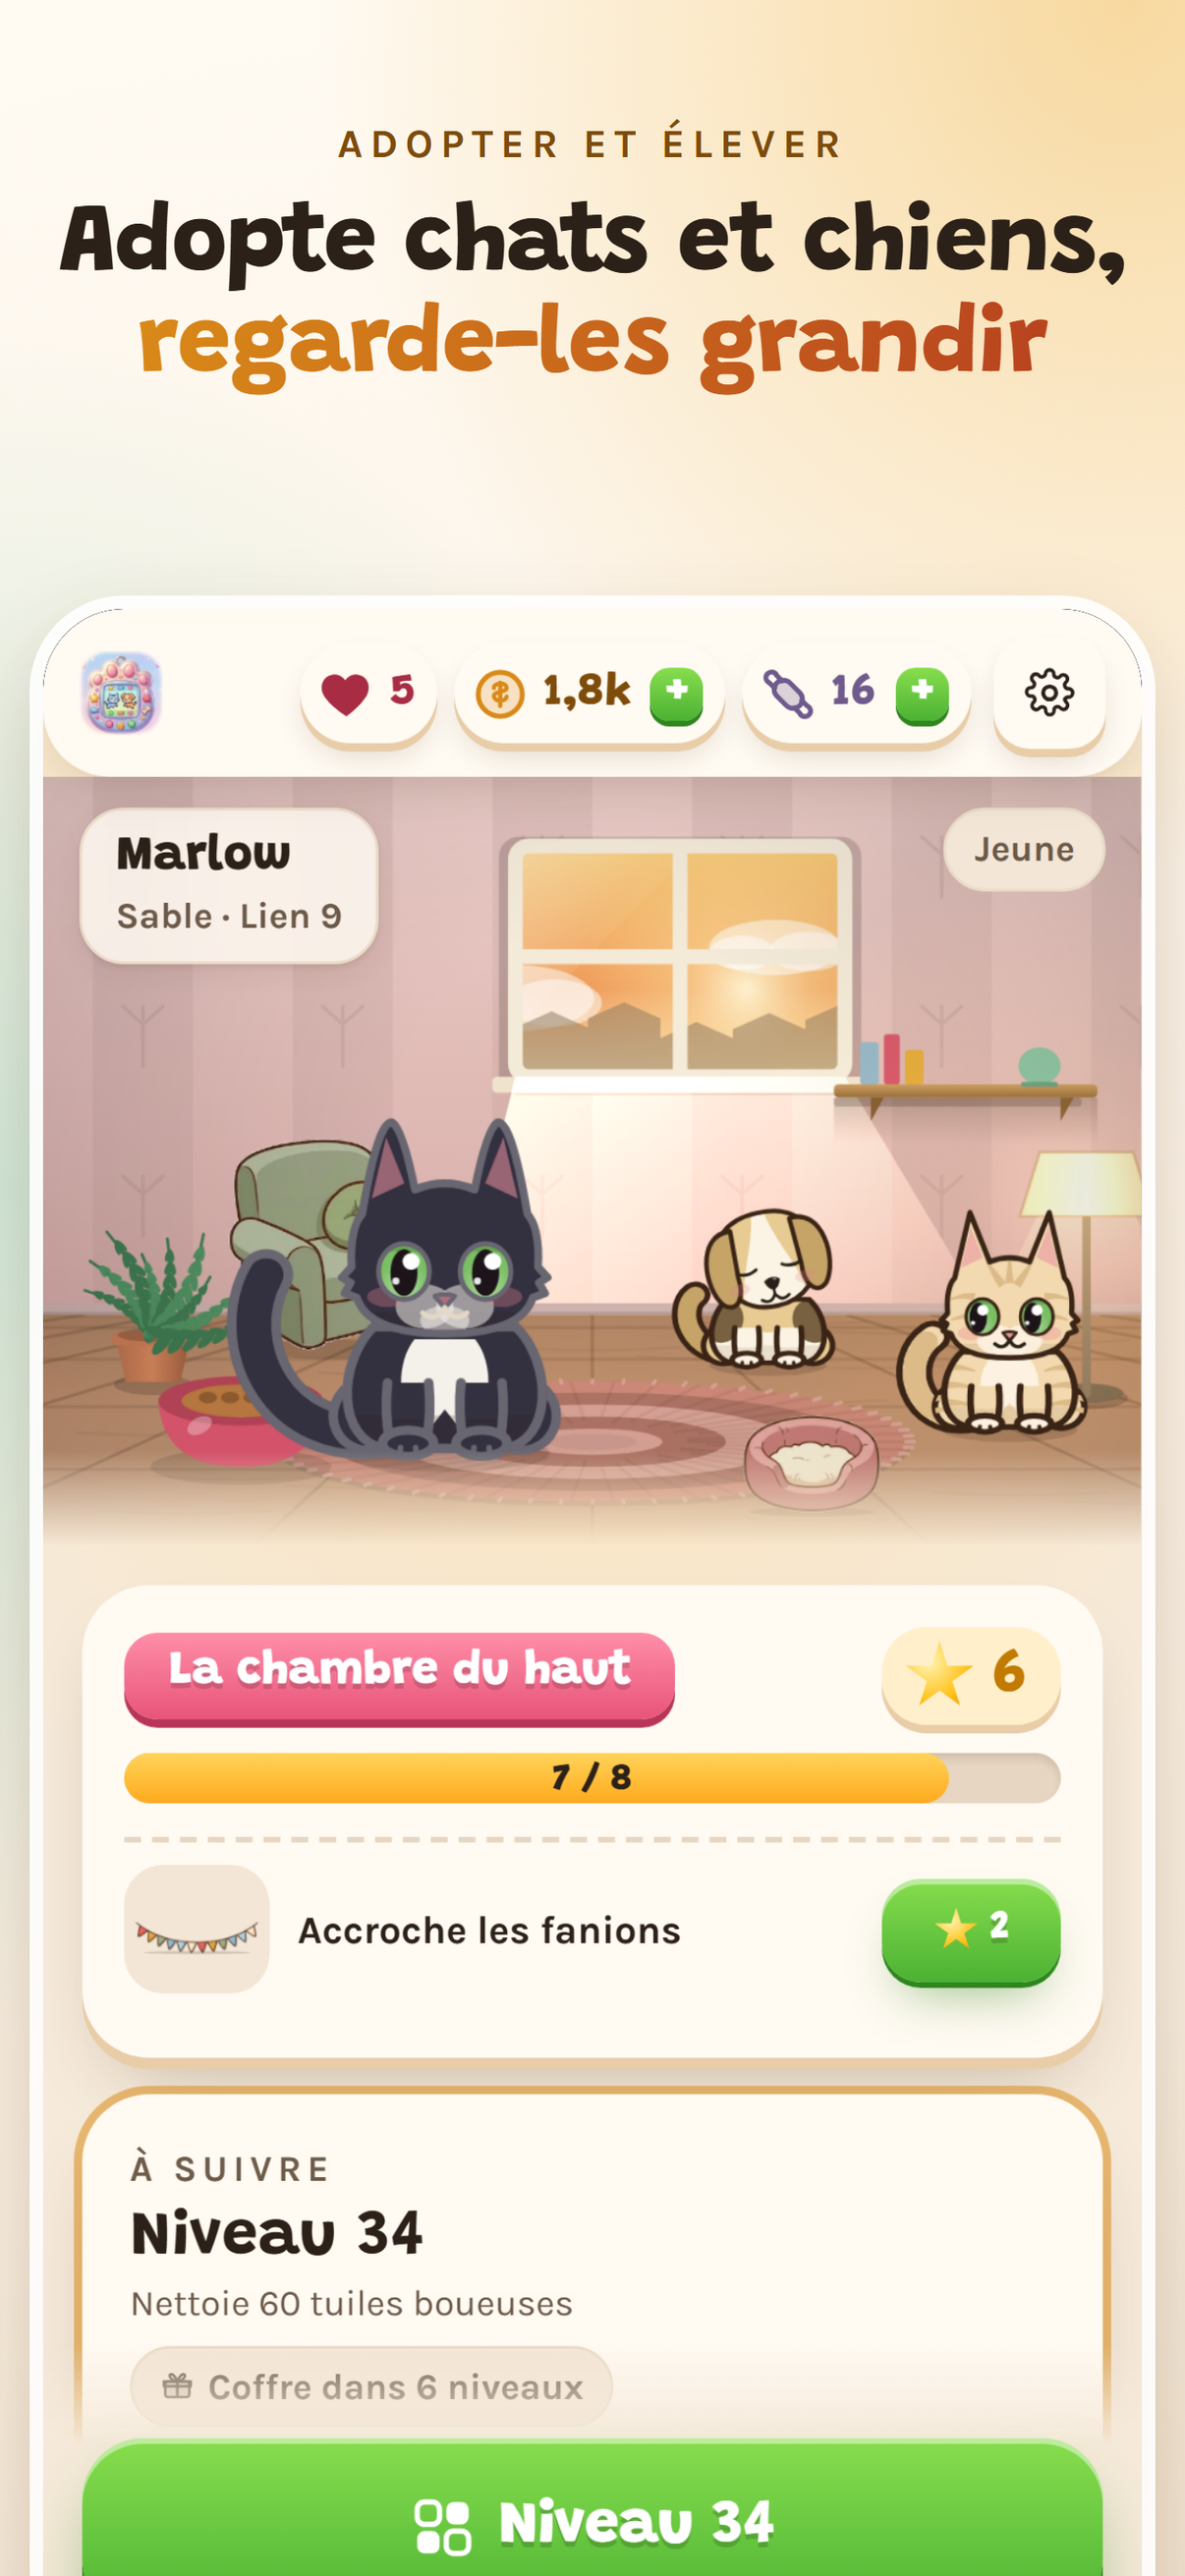 ADOPTER ET ÉLEVER
Adopte chats et chiens,
regarde-les grandir
5
1,8k
+
16
+
Marlow
Sable · Lien 9
Jeune
La chambre du haut
6
7 / 8
Accroche les fanions
2
À SUIVRE
Niveau 34
Nettoie 60 tuiles boueuses
Coffre dans 6 niveaux
Niveau 34